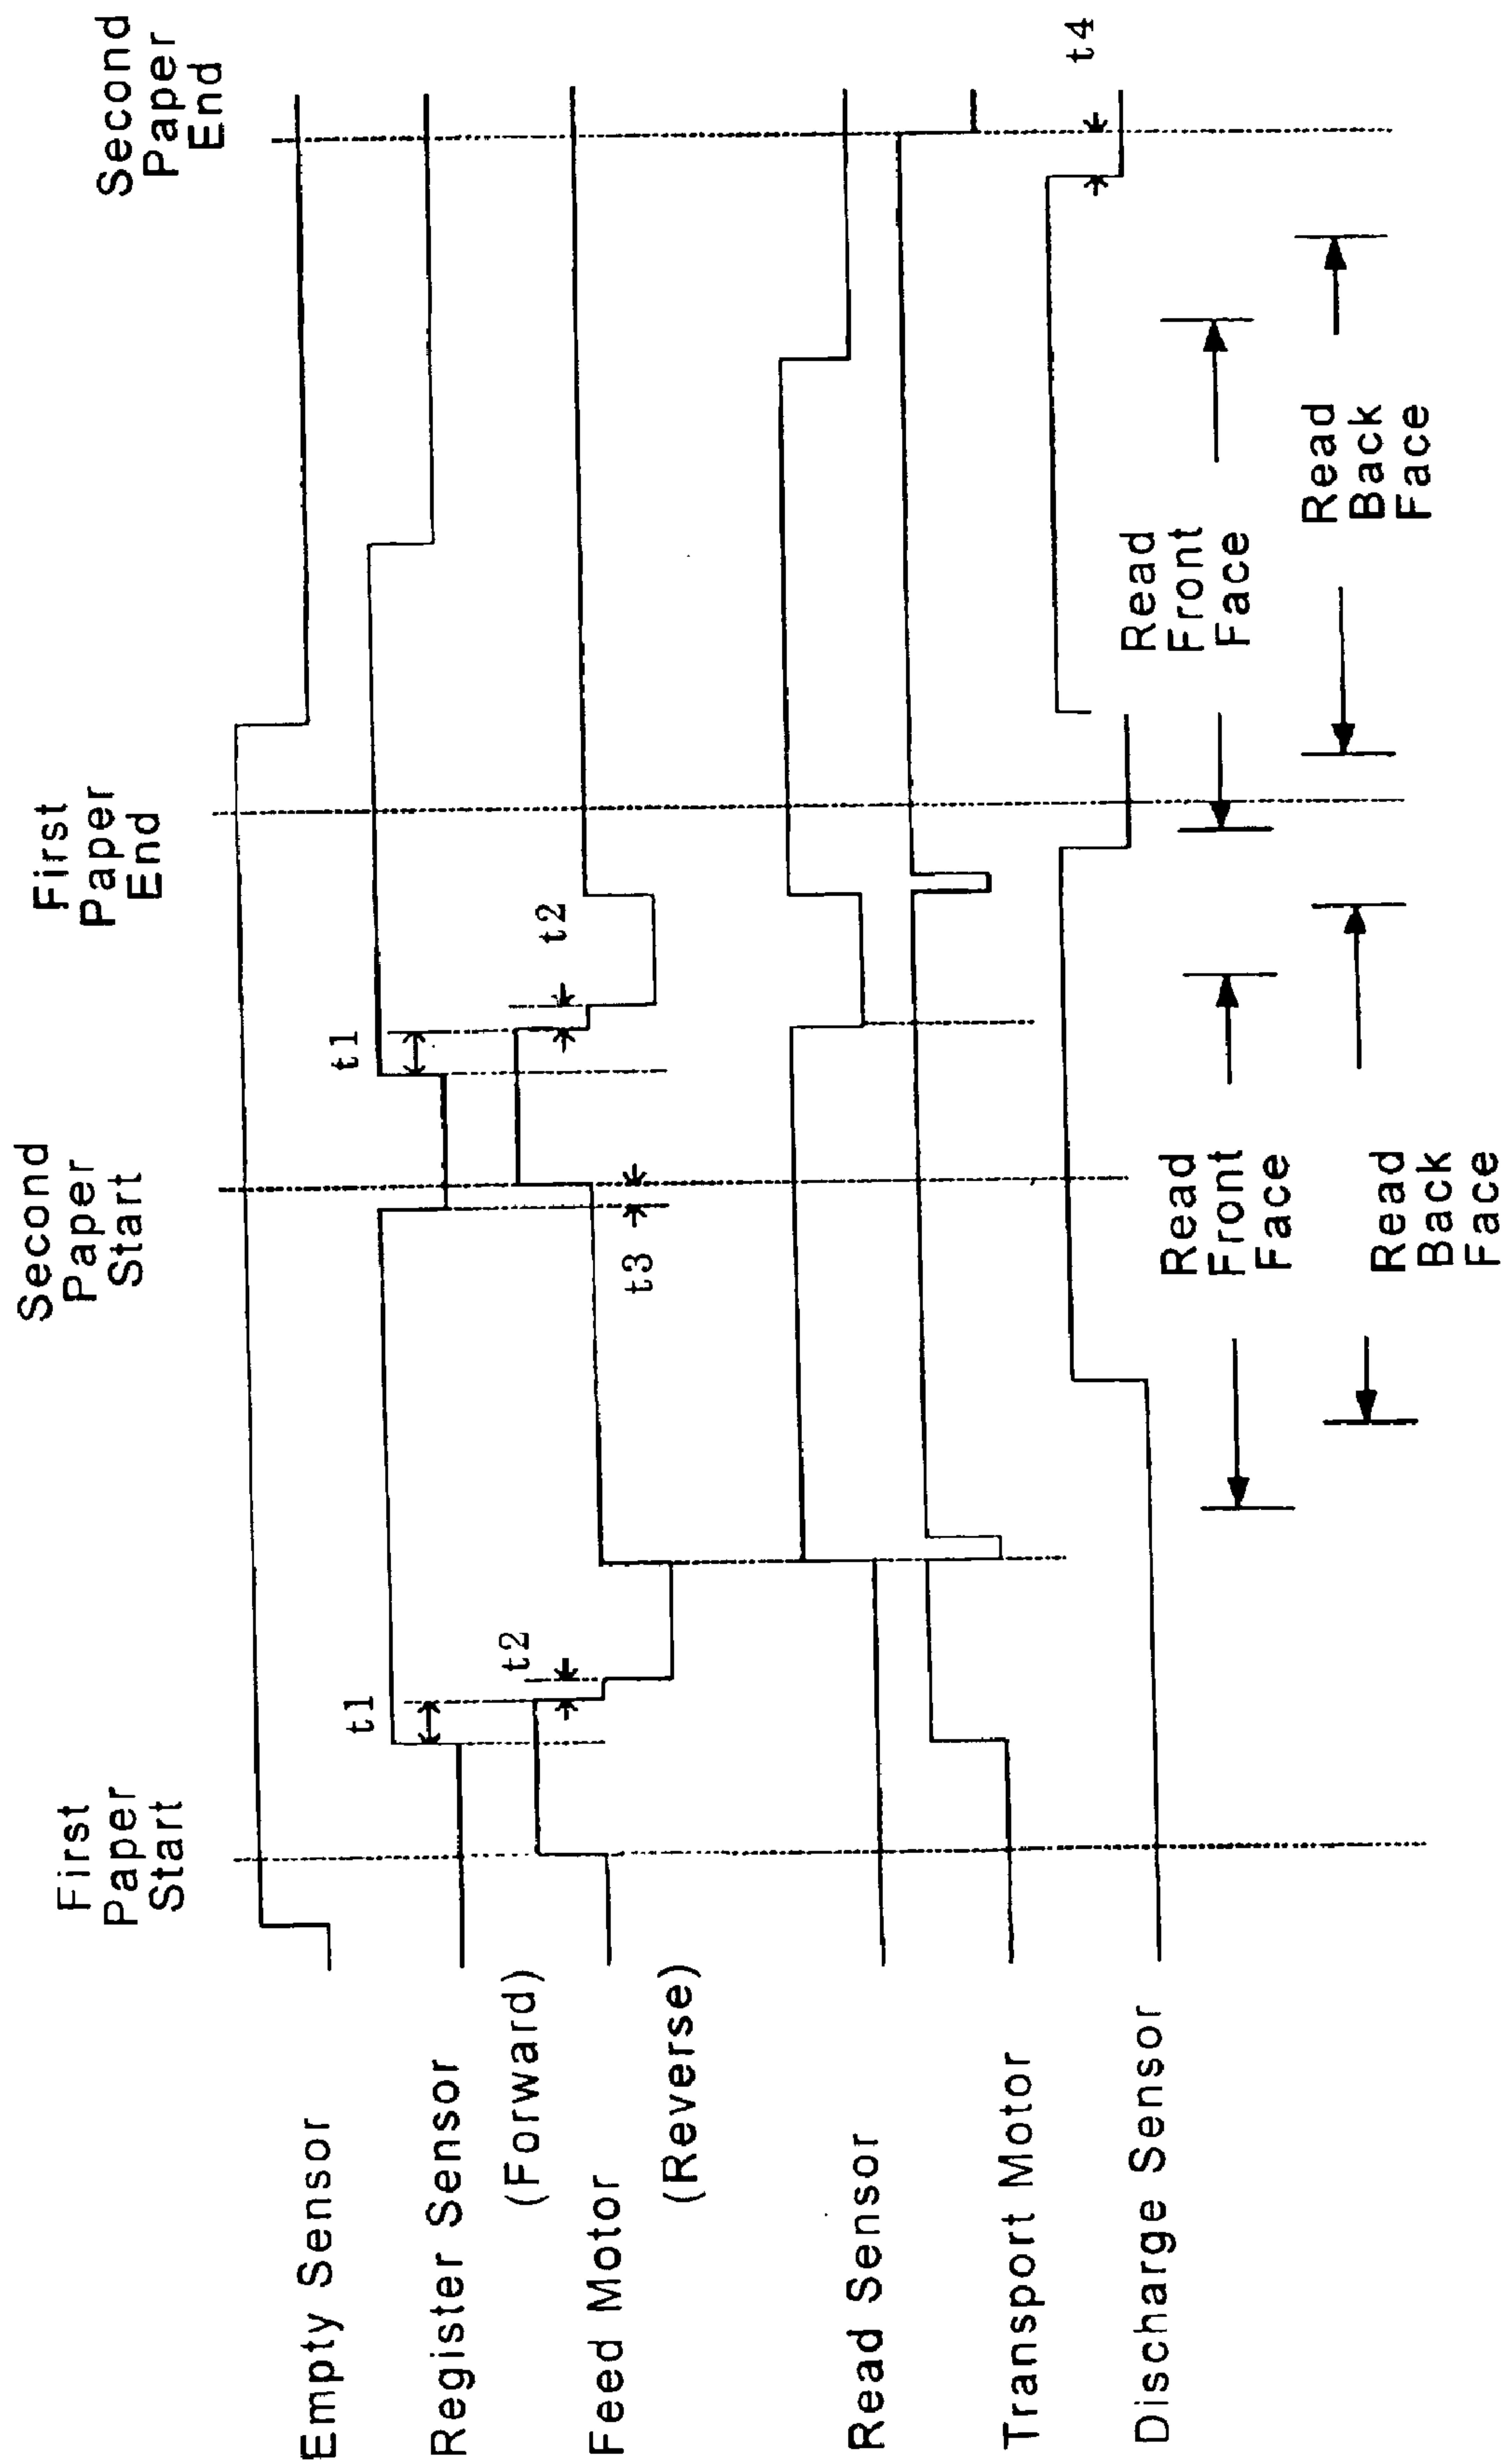 First
Paper
Start
Second
Paper
Start
First
Paper
End
Second
Paper
End
Empty Sensor
Register Sensor
t1
t1
(Forward)
t2
t2
Feed Motor
t3
(Reverse)
Read Sensor
Transport Motor
t4
Discharge Sensor
Read
Front
Face
Read
Front
Face
Read
Back
Face
Read
Back
Face